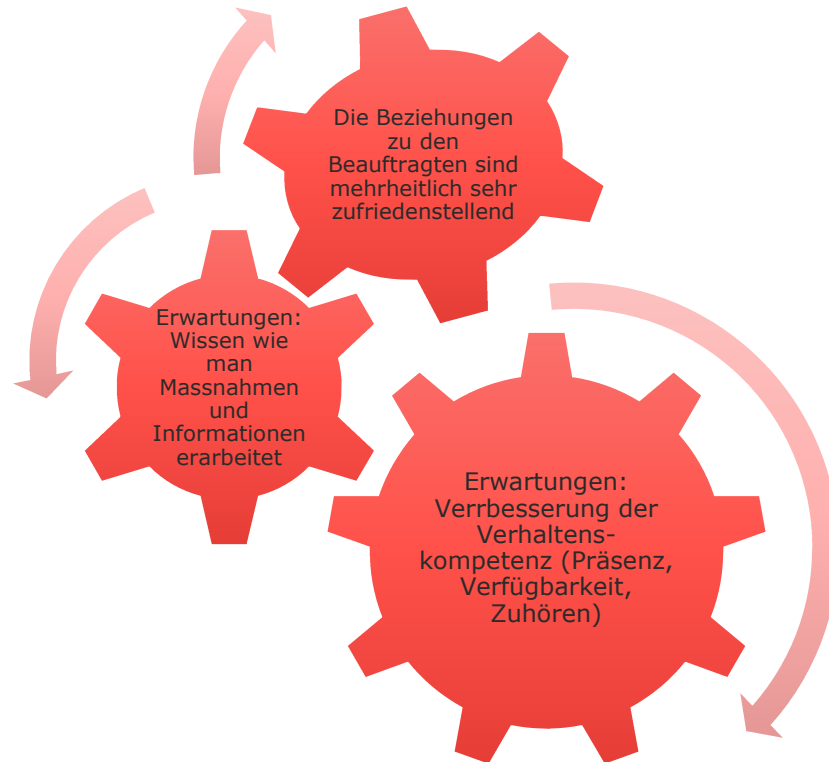 Die Beziehungen
zu den
Beauftragten sind
mehrheitlich sehr
zufriedenstellend
Erwartungen:
Wissen wie
man
Massnahmen
und
Informationen
erarbeitet
Erwartungen:
Verrbesserung der
Verhaltens-
kompetenz (Präsenz,
Verfügbarkeit,
Zuhören)